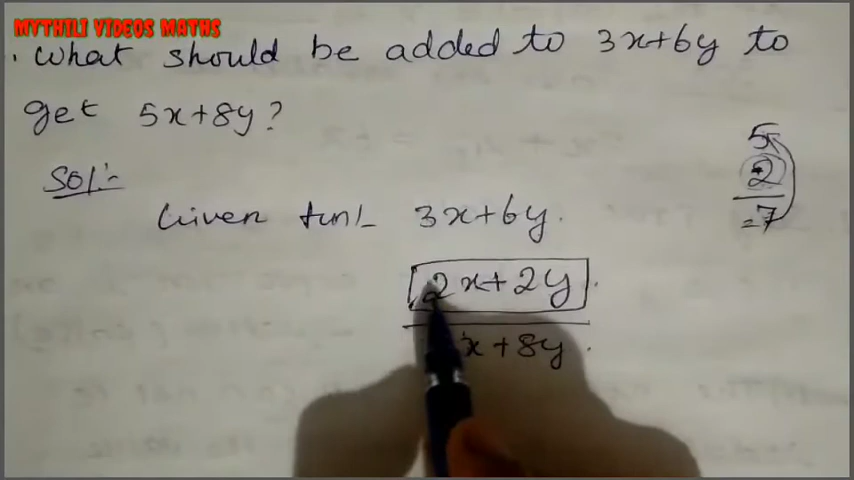 MYTHILI VIDEOS MATHS
. What should be added to 3x+6y to
get 5x+8y?
Sol:-
Given 3x+6y.
2x+2y.
x+8y.
5
2
=7